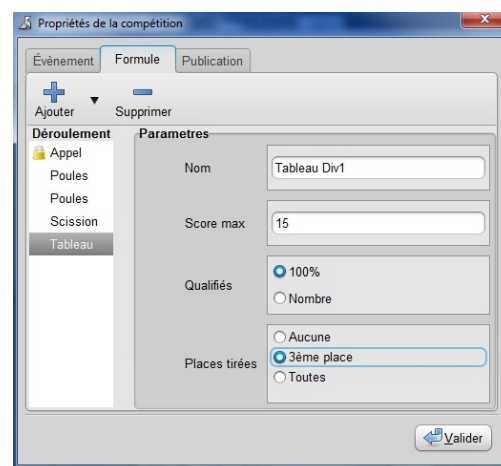 Propriétés de la compétition
Évènement Formule Publication
Ajouter Supprimer
Déroulement
Appel
Poules
Poules
Scission
Tableau
Parametres
Nom Tableau Div1
Score max 15
Qualifiés
100%
Nombre
Places tirées
Aucune
3ème place
Toutes
Valider